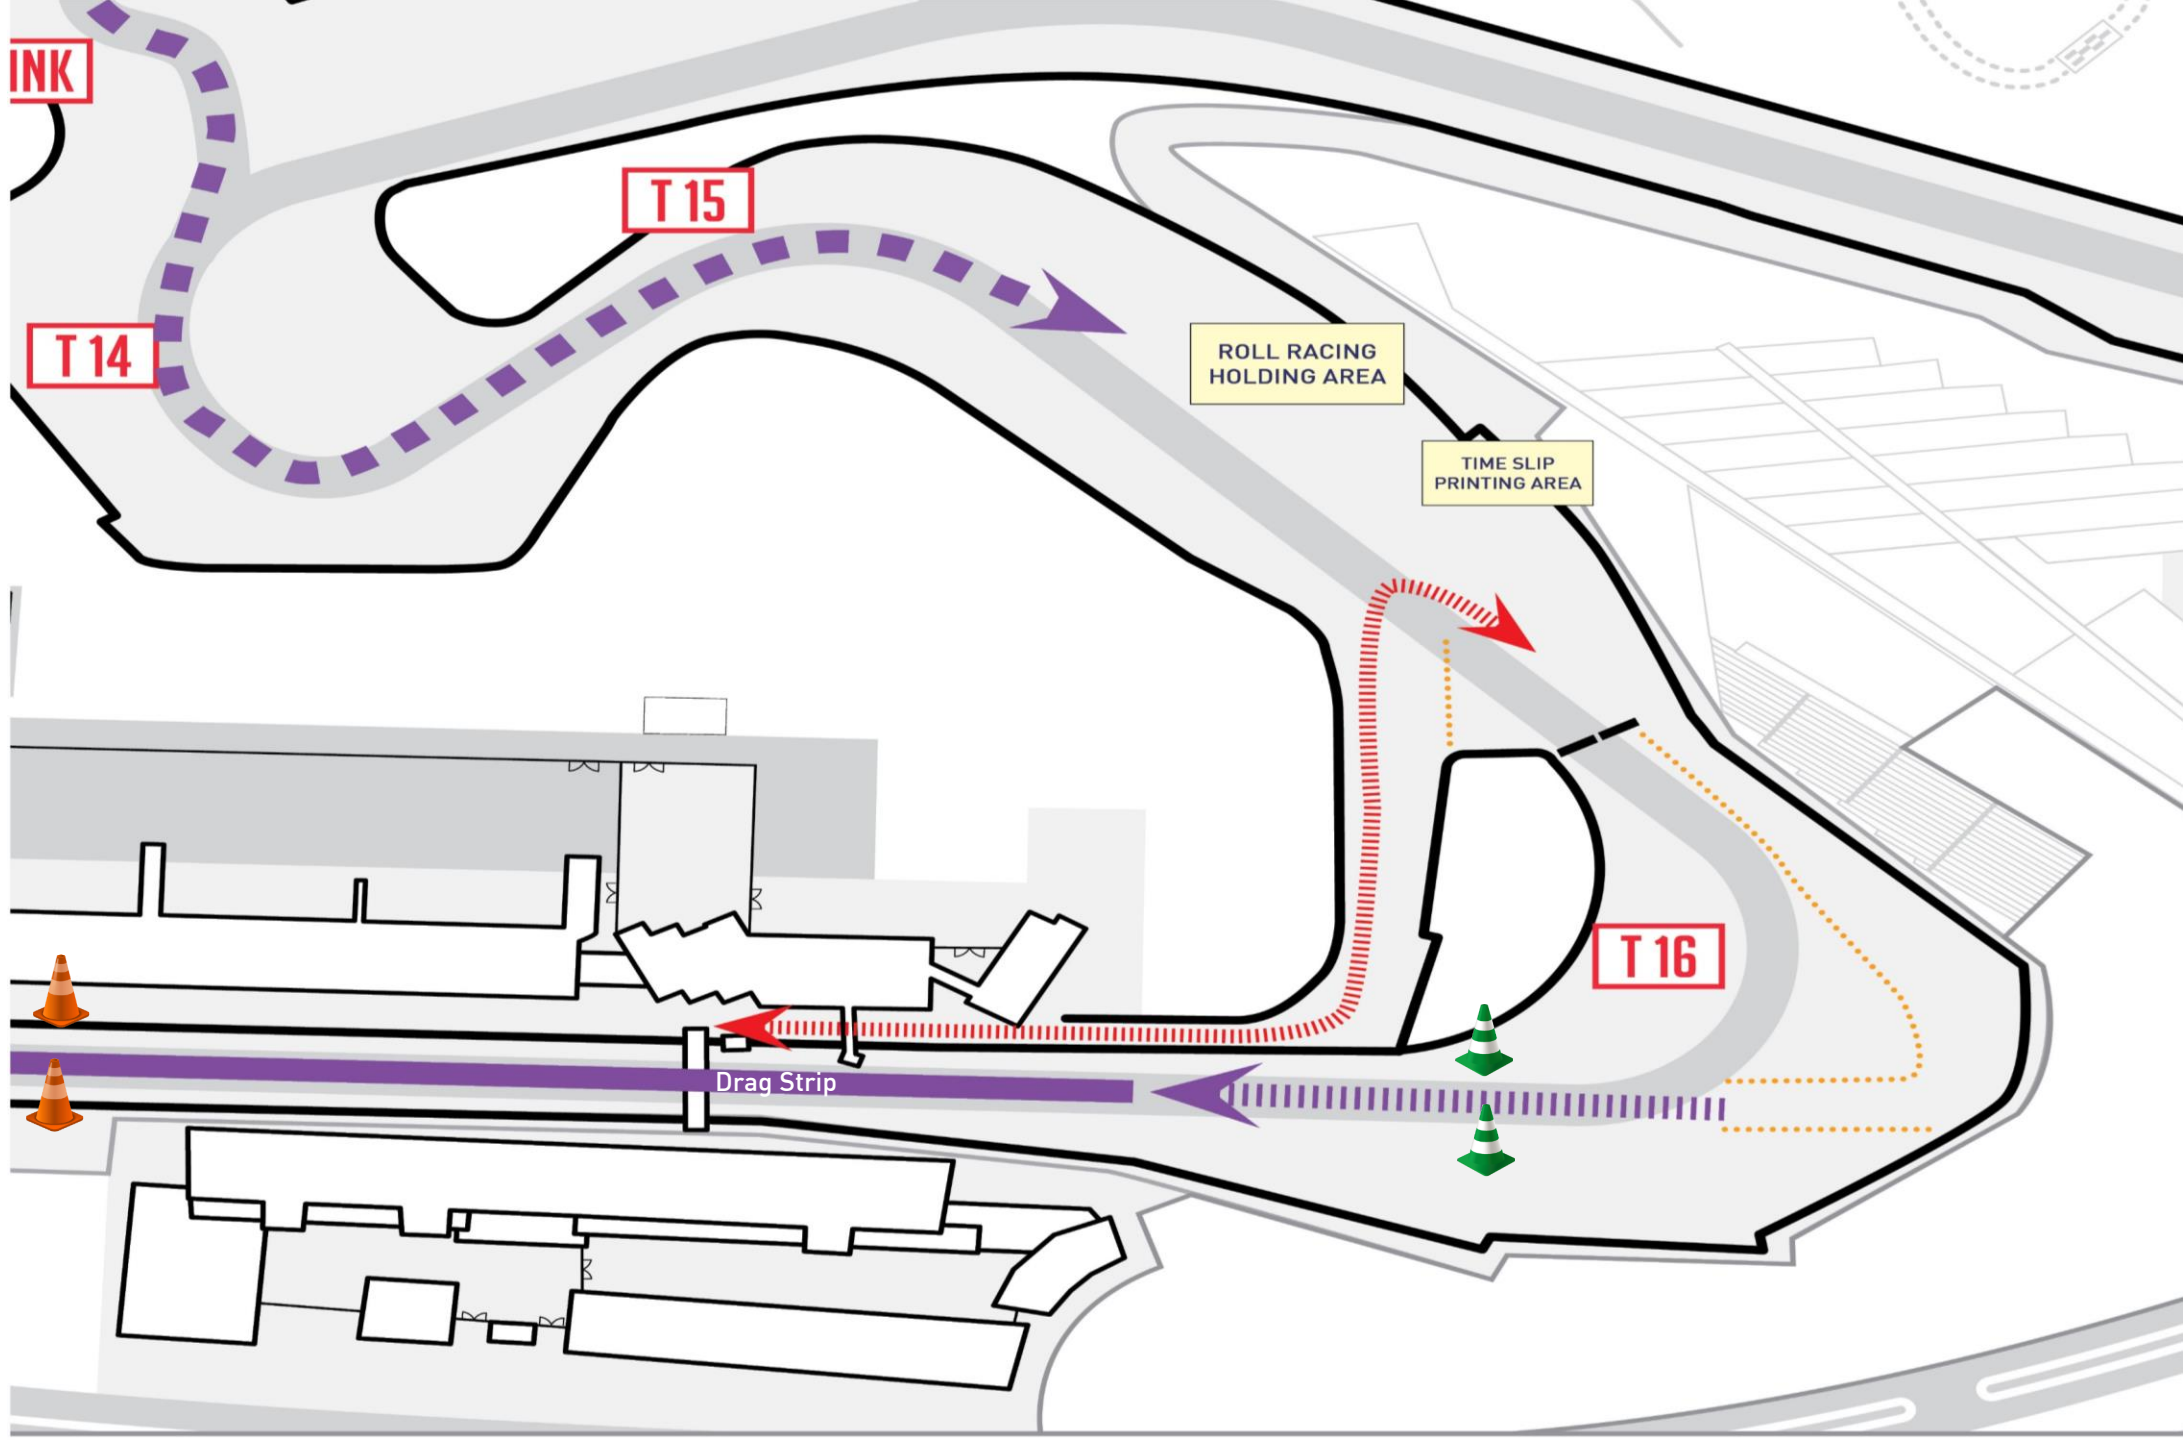 INK
T 15
T 14
ROLL RACING
HOLDING AREA
TIME SLIP
PRINTING AREA
T 16
Drag Strip